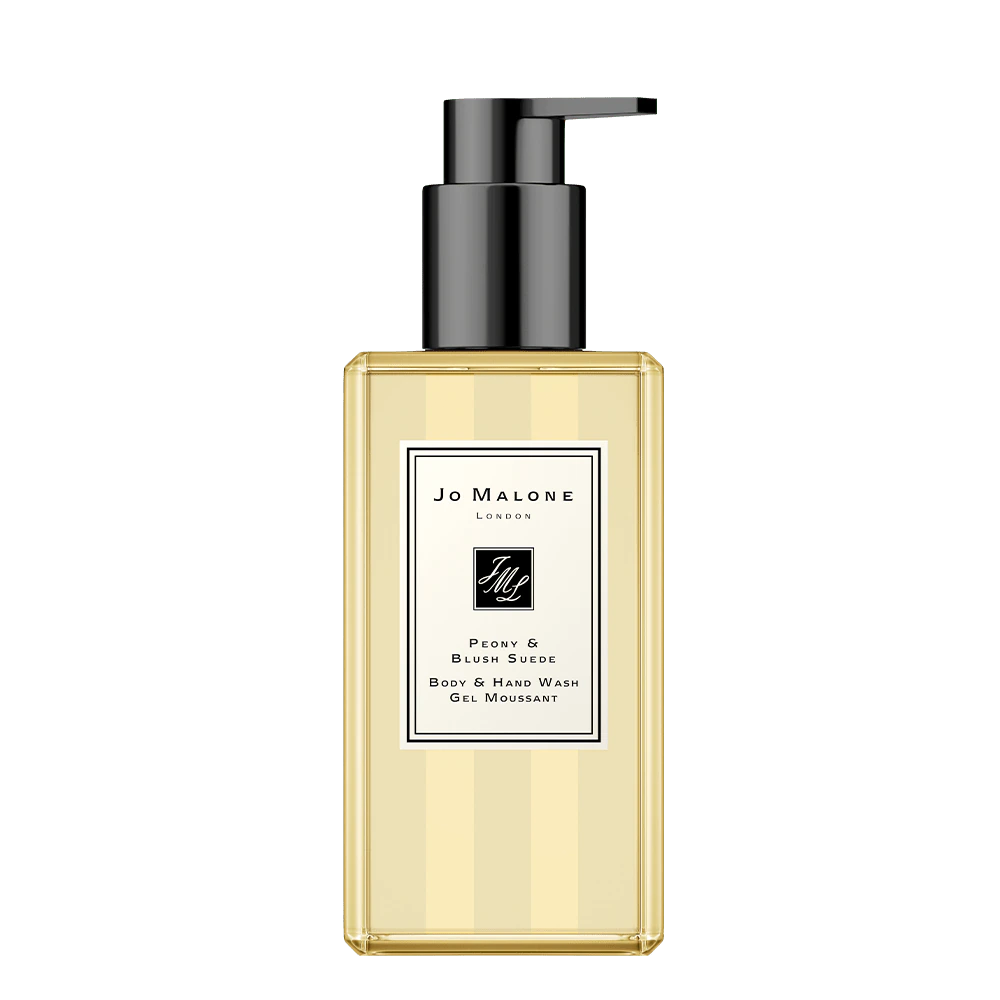 Jo Malone
London
JML
Peony &
Blush Suede
Body & Hand Wash
Gel Moussant